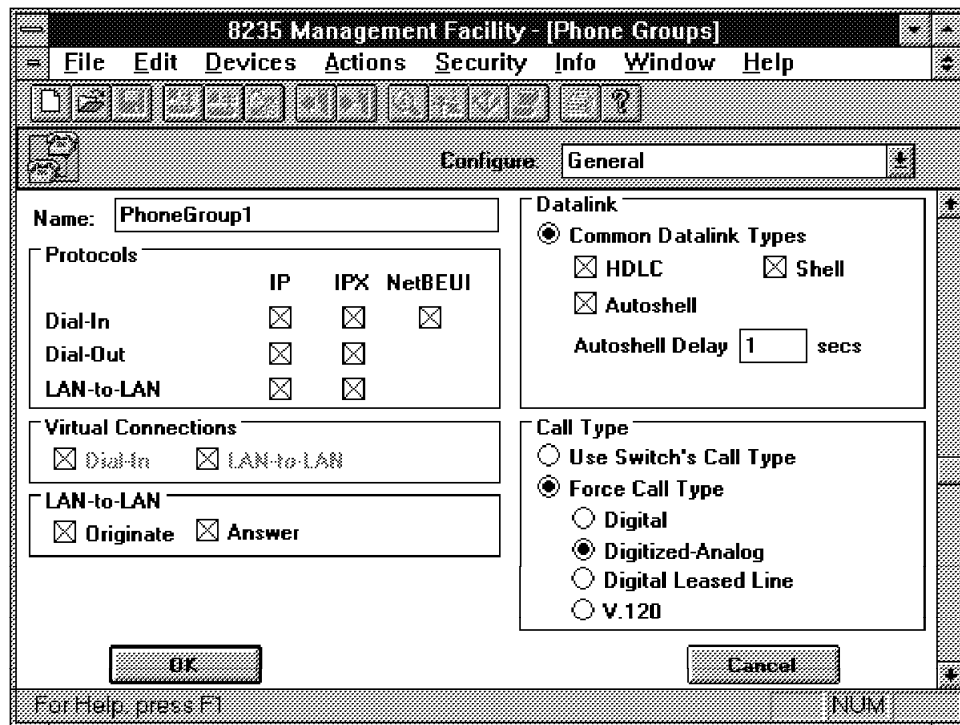 8235 Management Facility - [Phone Groups]
File Edit Devices Actions Security Info Window Help
Configure: General
Name: PhoneGroup1
Protocols
IP IPX NetBEUI
Dial-In
Dial-Out
LAN-to-LAN
Virtual Connections
Dial-In LAN-to-LAN
LAN-to-LAN
Originate Answer
Datalink
Common Datalink Types
HDLC Shell
Autoshell
Autoshell Delay 1 secs
Call Type
Use Switch's Call Type
Force Call Type
Digital
Digitized-Analog
Digital Leased Line
V.120
OK Cancel
For Help, press F1 NUM